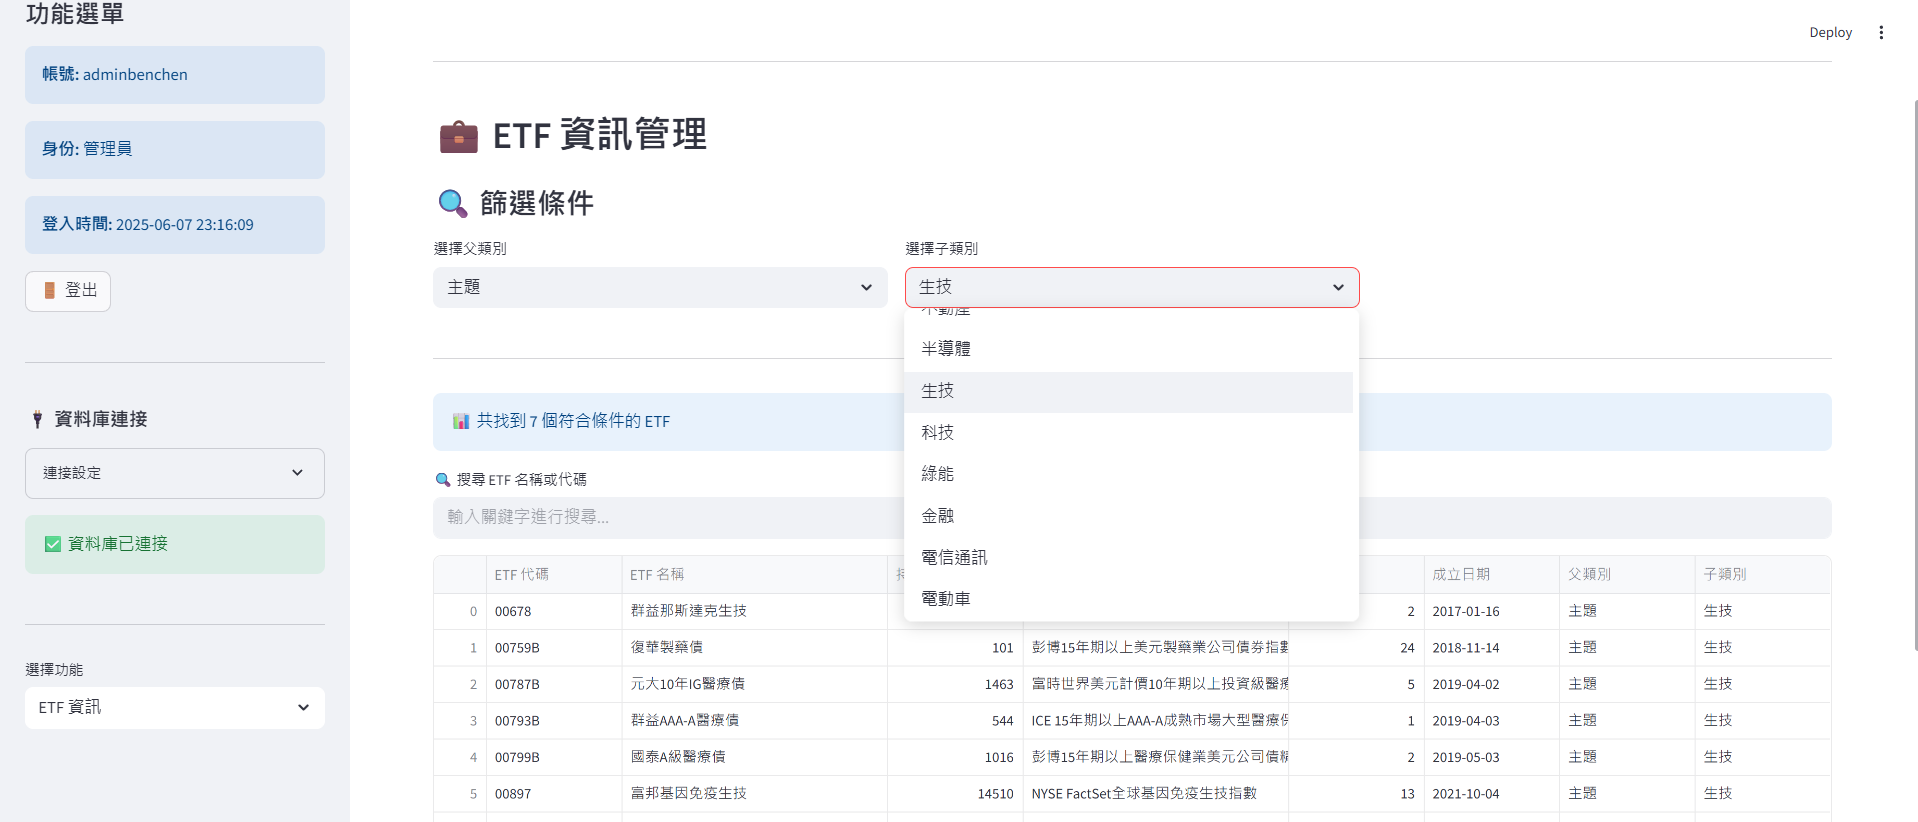 功能選單
帳號: adminbenchen
身份: 管理員
登入時間: 2025-06-07 23:16:09
登出
資料庫連接
連接設定
資料庫已連接
選擇功能
ETF 資訊
Deploy
ETF 資訊管理
篩選條件
選擇父類別
主題
選擇子類別
生技
不動產
半導體
生技
科技
綠能
金融
電信通訊
電動車
共找到 7 個符合條件的 ETF
搜尋 ETF 名稱或代碼
輸入關鍵字進行搜尋...
ETF 代碼 ETF 名稱 成立日期 父類別 子類別
0 00678 群益那斯達克生技 2 2017-01-16 主題 生技
1 00759B 復華製藥債 101 彭博15年期以上美元製藥業公司債券指數 24 2018-11-14 主題 生技
2 00787B 元大10年IG醫療債 1463 富時世界美元計價10年期以上投資級醫療 5 2019-04-02 主題 生技
3 00793B 群益AAA-A醫療債 544 ICE 15年期以上AAA-A成熟市場大型醫療保 1 2019-04-03 主題 生技
4 00799B 國泰A級醫療債 1016 彭博15年期以上醫療保健業美元公司債精 2 2019-05-03 主題 生技
5 00897 富邦基因免疫生技 14510 NYSE FactSet全球基因免疫生技指數 13 2021-10-04 主題 生技